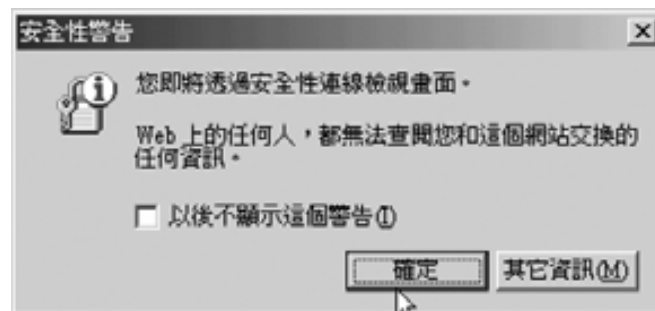 安全性警告
您即將透過安全性連線檢視畫面。
Web 上的任何人，都無法查閱您和這個網站交換的
任何資訊。
以後不顯示這個警告(I)
確定
其它資訊(M)